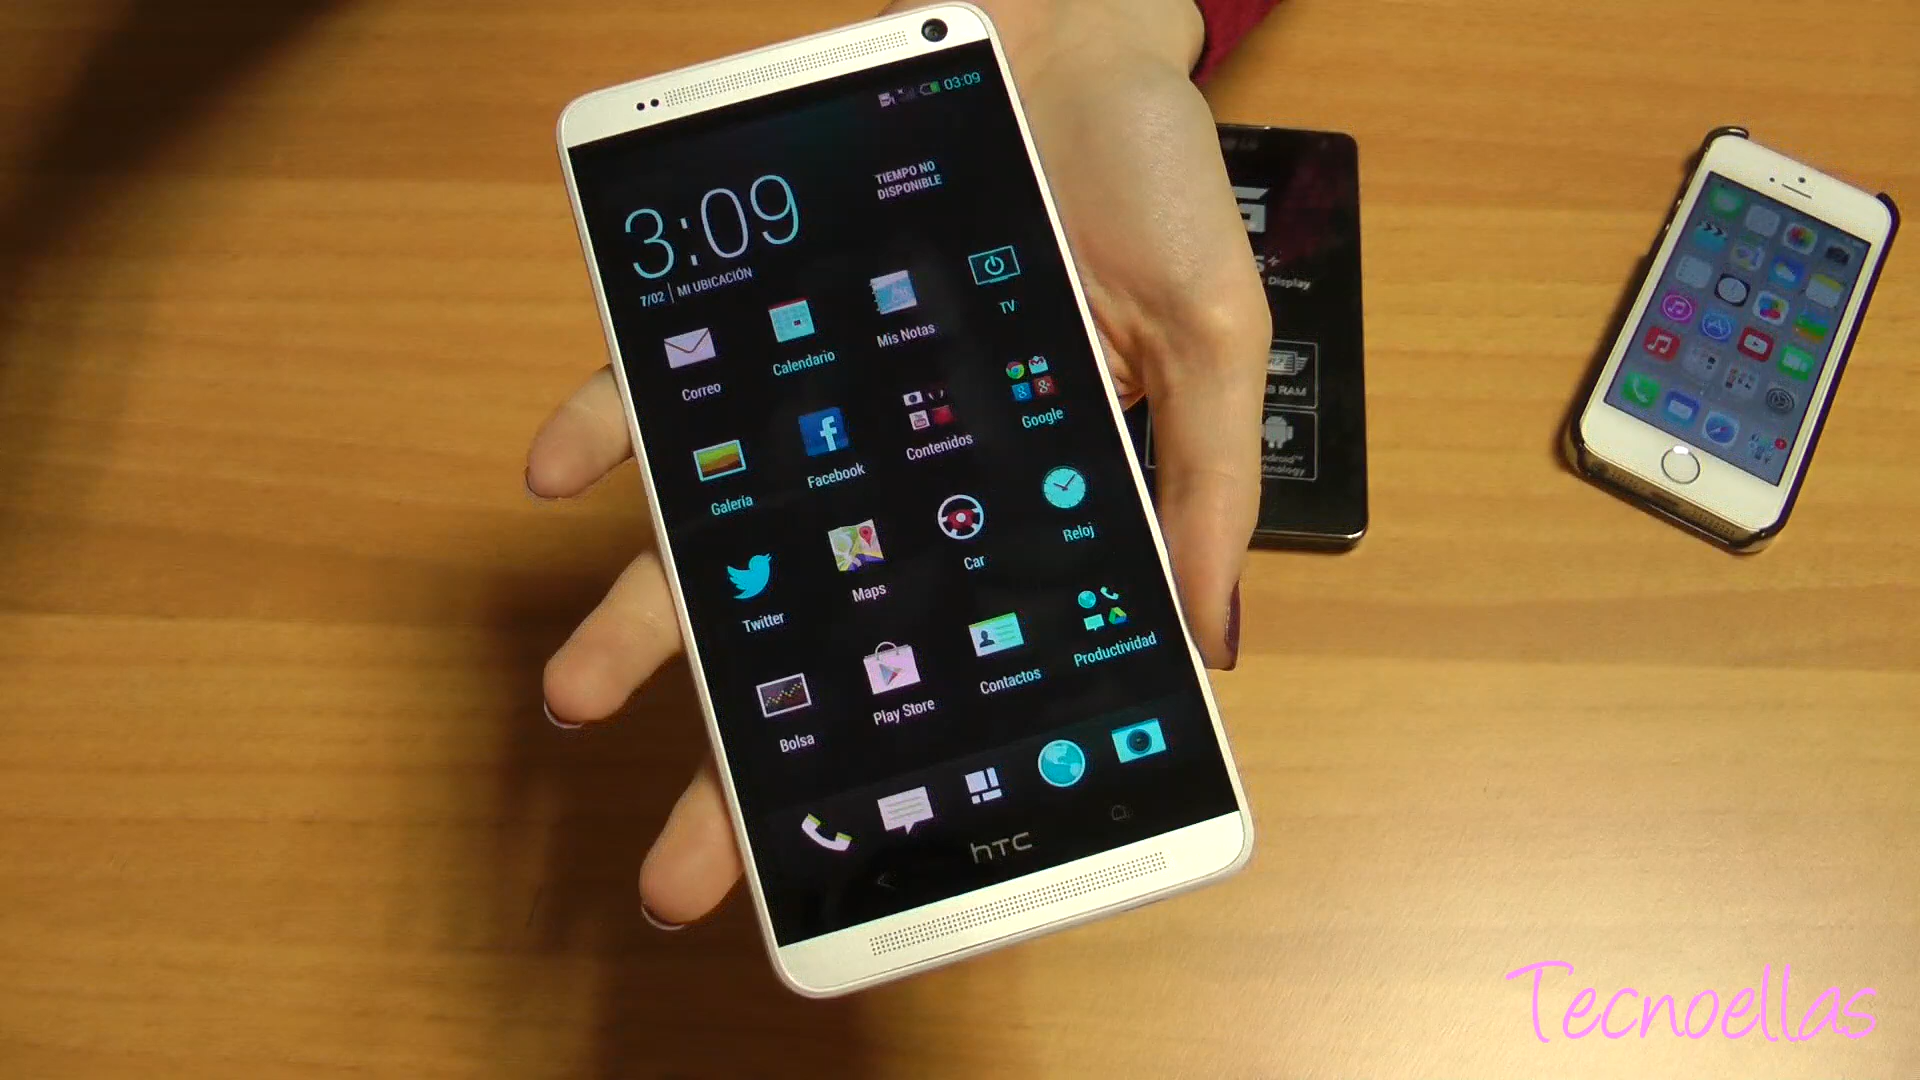 03:09
3:09
TIEMPO NO
DISPONIBLE
7/02 | MI UBICACIÓN
Correo
Calendario
Mis Notas
TV
Galería
Facebook
Contenidos
Google
Twitter
Maps
Car
Reloj
Bolsa
Play Store
Contactos
Productividad
hTC
LG
Display
RAM
Tecnoellas